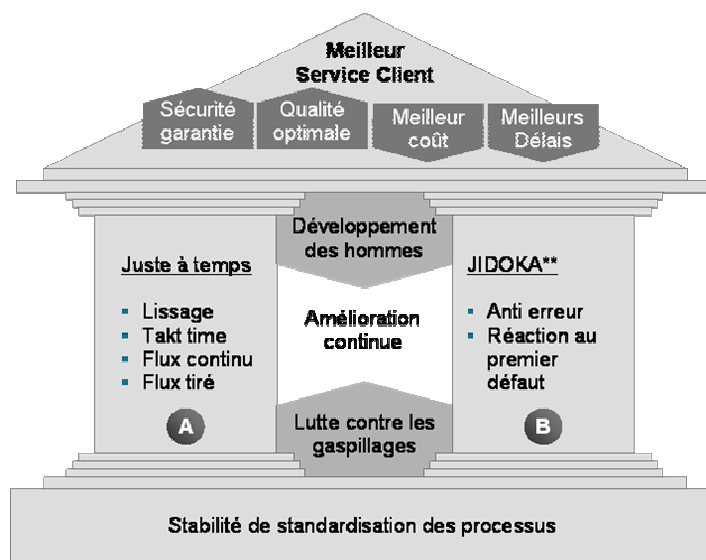 Meilleur
Service Client
Sécurité
garantie
Qualité
optimale
Meilleur
coût
Meilleurs
Délais
Développement
des hommes
Juste à temps
Lissage
Takt time
Flux continu
Flux tiré
A
Amélioration
continue
Lutte contre les
gaspillages
JIDOKA**
Anti erreur
Réaction au
premier
défaut
B
Stabilité de standardisation des processus